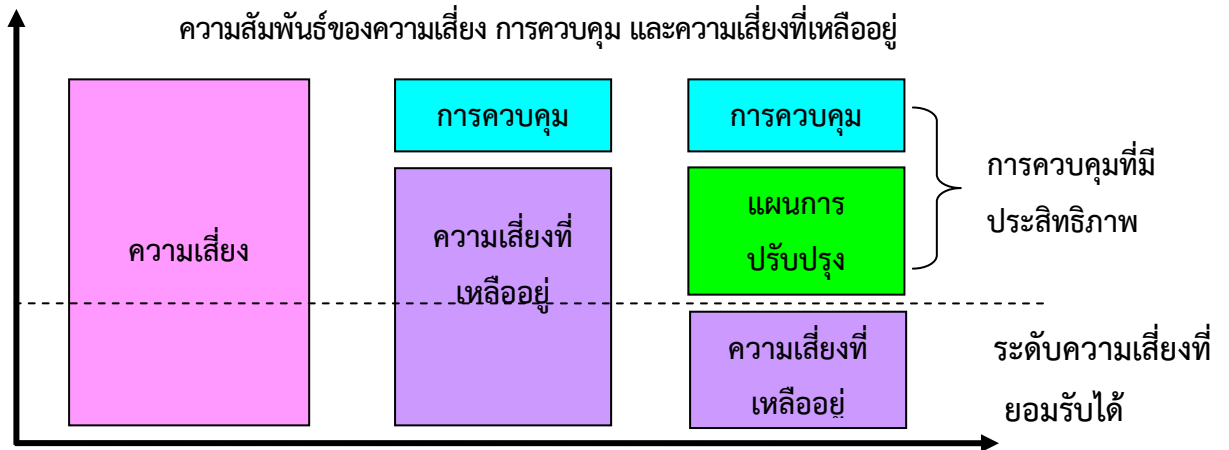 ความสัมพันธ์ของความเสี่ยง การควบคุม และความเสี่ยงที่เหลืออยู่
ความเสี่ยง
การควบคุม
ความเสี่ยงที่
เหลืออยู่
การควบคุม
แผนการ
ปรับปรุง
ความเสี่ยงที่
เหลืออยู่
การควบคุมที่มี
ประสิทธิภาพ
ระดับความเสี่ยงที่
ยอมรับได้